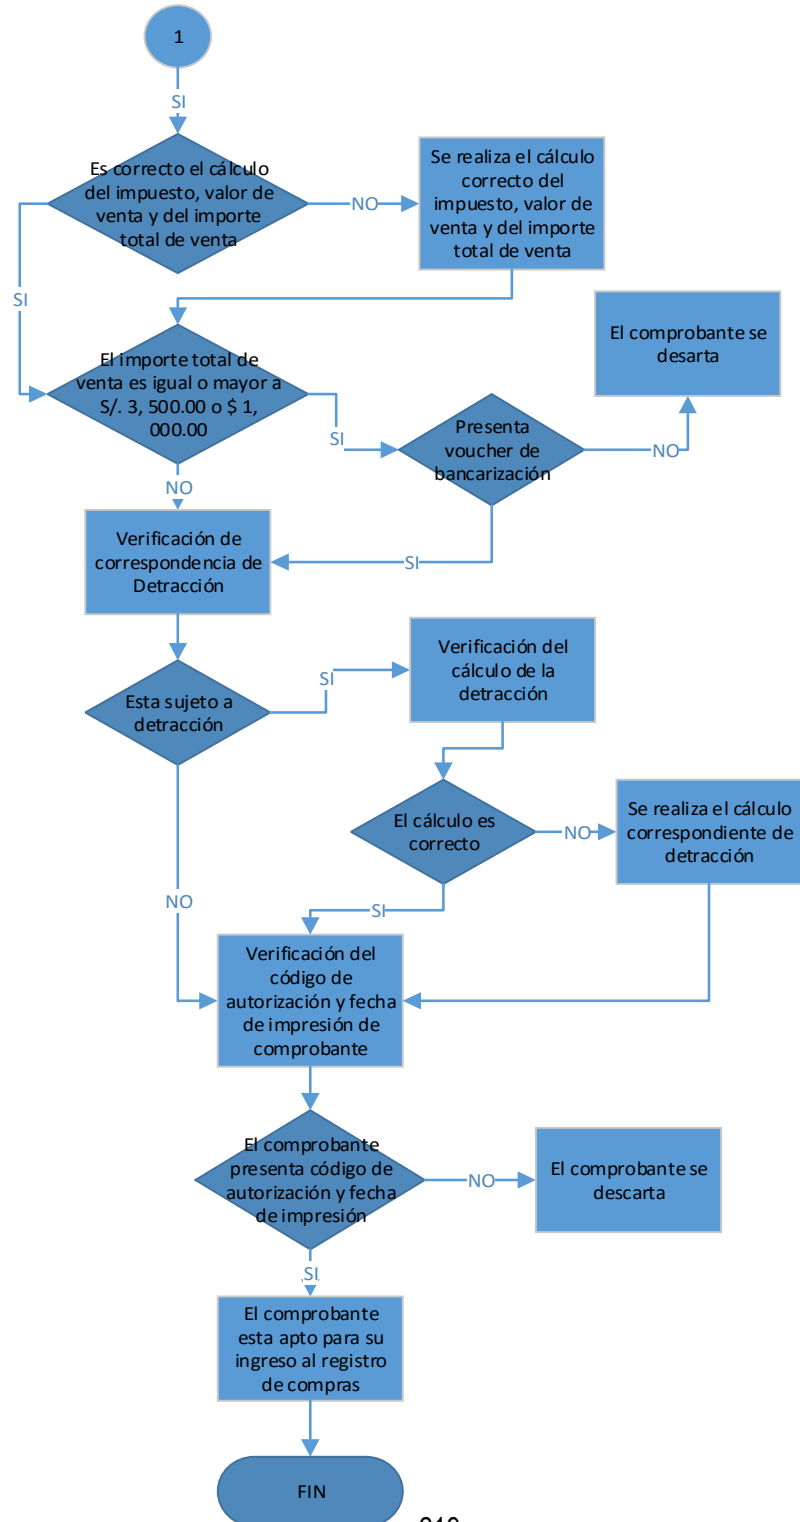 1
SI
Es correcto el cálculo
del impuesto, valor de
venta y del importe
total de venta
NO
Se realiza el cálculo
correcto del
impuesto, valor de
venta y del importe
total de venta
SI
El importe total de
venta es igual o mayor a
S/. 3, 500.00 o $ 1,
000.00
SI
Presenta
voucher de
bancarización
NO
El comprobante se
desarta
NO
SI
Verificación de
correspondencia de
Detracción
Esta sujeto a
detracción
SI
Verificación del
cálculo de la
detracción
El cálculo es
correcto
NO
Se realiza el cálculo
correspondiente de
detracción
NO
SI
Verificación del
código de
autorización y fecha
de impresión de
comprobante
El comprobante
presenta código de
autorización y fecha
de impresión
NO
El comprobante se
descarta
SI
El comprobante
esta apto para su
ingreso al registro
de compras
FIN